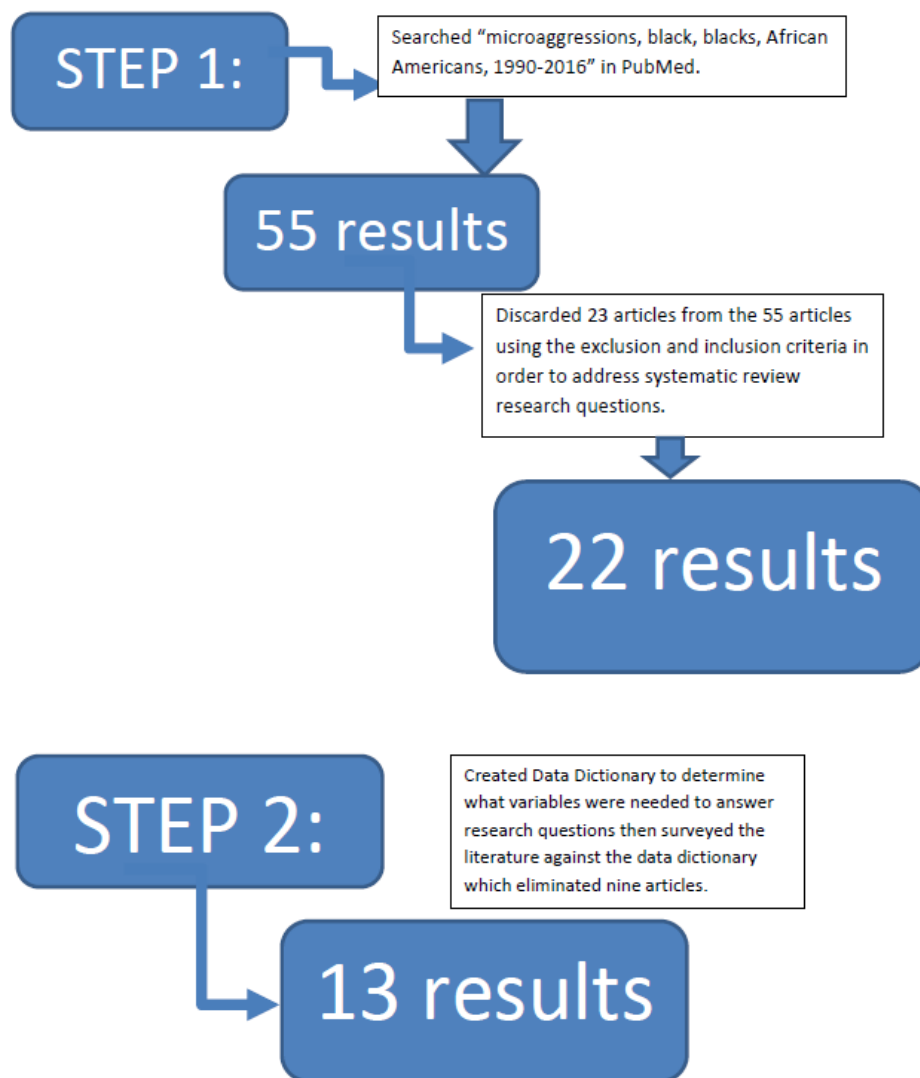 STEP 1:
Searched “microaggressions, black, blacks, African
Americans, 1990-2016” in PubMed.
55 results
Discarded 23 articles from the 55 articles
using the exclusion and inclusion criteria in
order to address systematic review
research questions.
22 results
STEP 2:
Created Data Dictionary to determine
what variables were needed to answer
research questions then surveyed the
literature against the data dictionary
which eliminated nine articles.
13 results